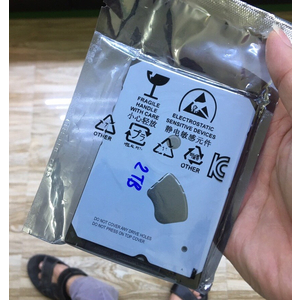 FRAGILE
HANDLE
WITH CARE
小心轻放
ELECTROSTATIC
SENSITIVE DEVICES
静电敏感元件
OTHER
OTHER
2TB
DO NOT COVER ANY DRIVE HOLES
DO NOT PRESS ON TOP COVER